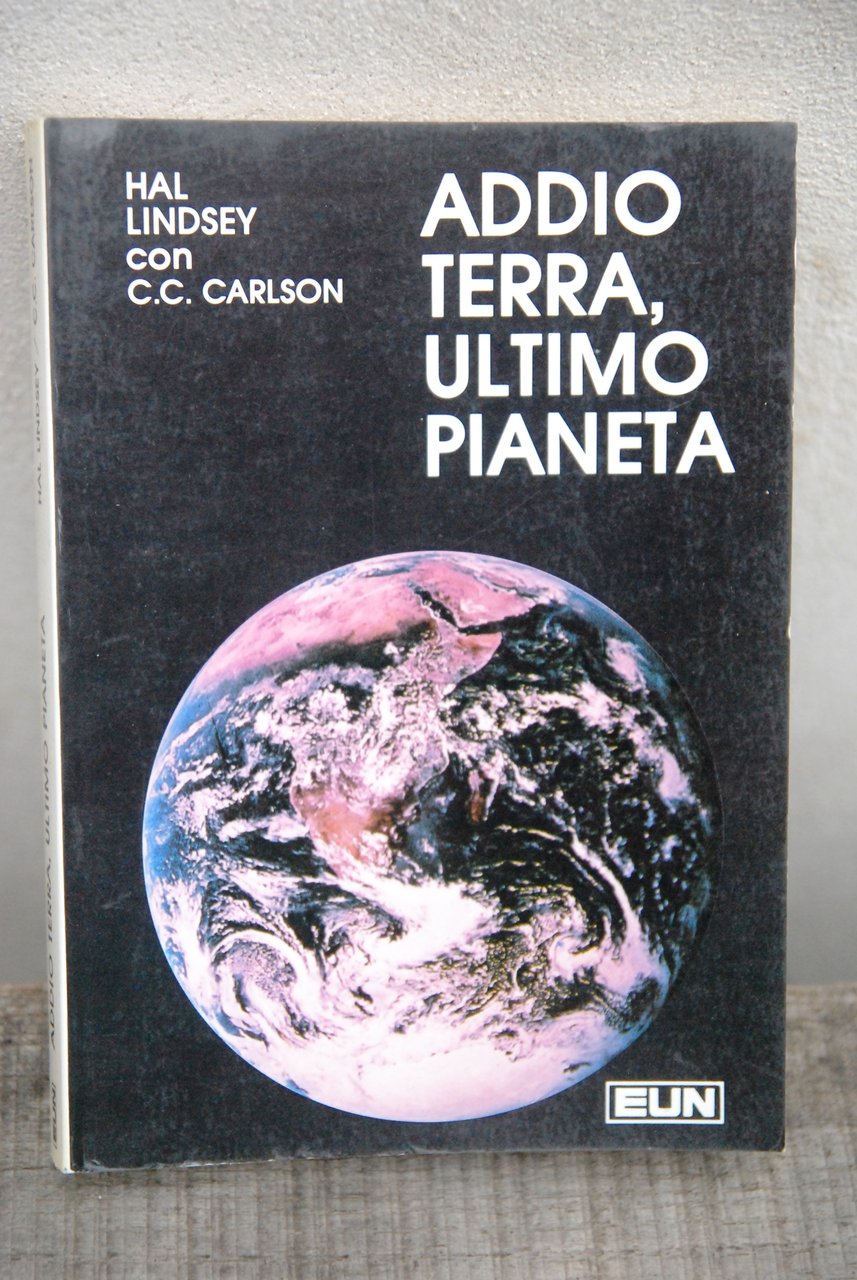 HAL
LINDSEY
con
C.C. CARLSON
ADDIO
TERRA,
ULTIMO
PIANETA
EUN
EUN ADDIO TERRA, ULTIMO PIANETA HAL LINDSEY / C.C. CARLSON